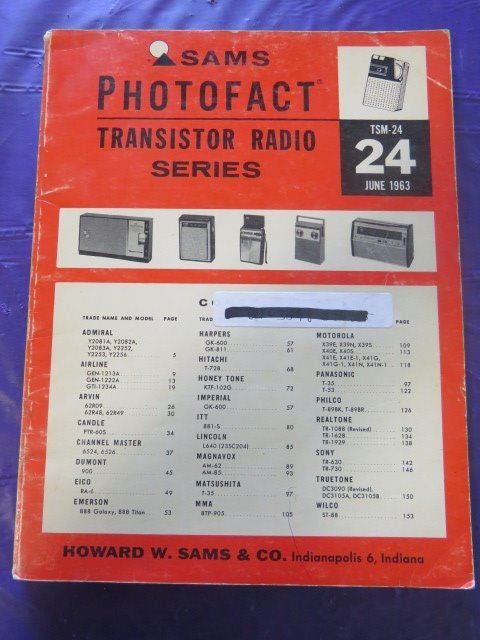 SAMS
PHOTOFACT®
TRANSISTOR RADIO
SERIES
TSM-24
24
JUNE 1963
TRADE NAME AND MODEL PAGE
ADMIRAL
Y2081A, Y2082A,
Y2083A, Y2252,
Y2253, Y2256 5
AIRLINE
GEN-1213A 9
GEN-1222A 13
GTI-1234A 19
ARVIN
62R09 26
62R48, 62R49 30
CANDLE
PTR-60S 34
CHANNEL MASTER
6524, 6526 37
DUMONT
900 45
EICO
RA-6 49
EMERSON
888 Galaxy, 888 Titan 53
HARPERS
GK-600 57
GK-811 61
HITACHI
T-728 68
HONEY TONE
KTF-102G 72
IMPERIAL
GK-600 57
ITT
881-S 80
LINCOLN
L640 (23SC204) 85
MAGNAVOX
AM-62 89
AM-85 93
MATSUSHITA
T-35 97
MMA
8TP-905 105
PAGE
MOTOROLA
X39E, X39N, X39S 109
X40E, X40S 113
X41E, X41E-1, X41G,
X41G-1, X41N, X41N-1 118
PANASONIC
T-35 97
T-53 122
PHILCO
T-89BK, T-89BR 126
REALTONE
TR-1088 (Revised) 130
TR-1628 134
TR-1929 138
SONY
TR-630 142
TR-730 146
TRUETONE
DC3090 (Revised),
DC3105A, DC3105B 150
WILCO
ST-88 153
HOWARD W. SAMS & CO. Indianapolis 6, Indiana